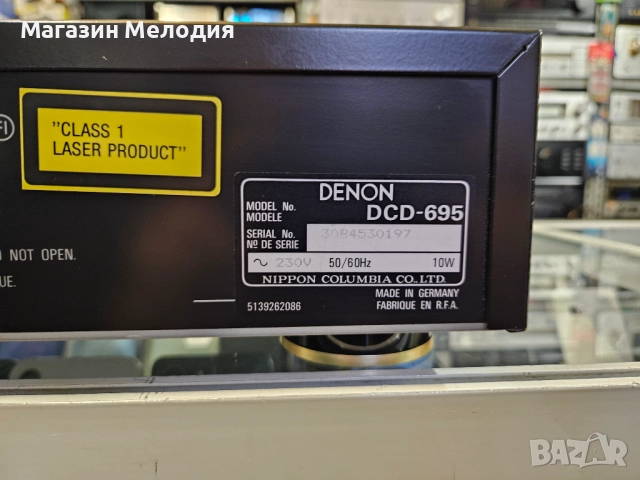 Магазин Мелодия
"CLASS 1
LASER PRODUCT"
NOT OPEN.
UE.
DENON
MODEL No.
MODELE
DCD-695
SERIAL No.
Nº DE SERIE
3084530197
~ 230V 50/60Hz 10W
NIPPON COLUMBIA CO.,LTD.
5139262086
MADE IN GERMANY
FABRIQUE EN R.F.A.
BAZAR